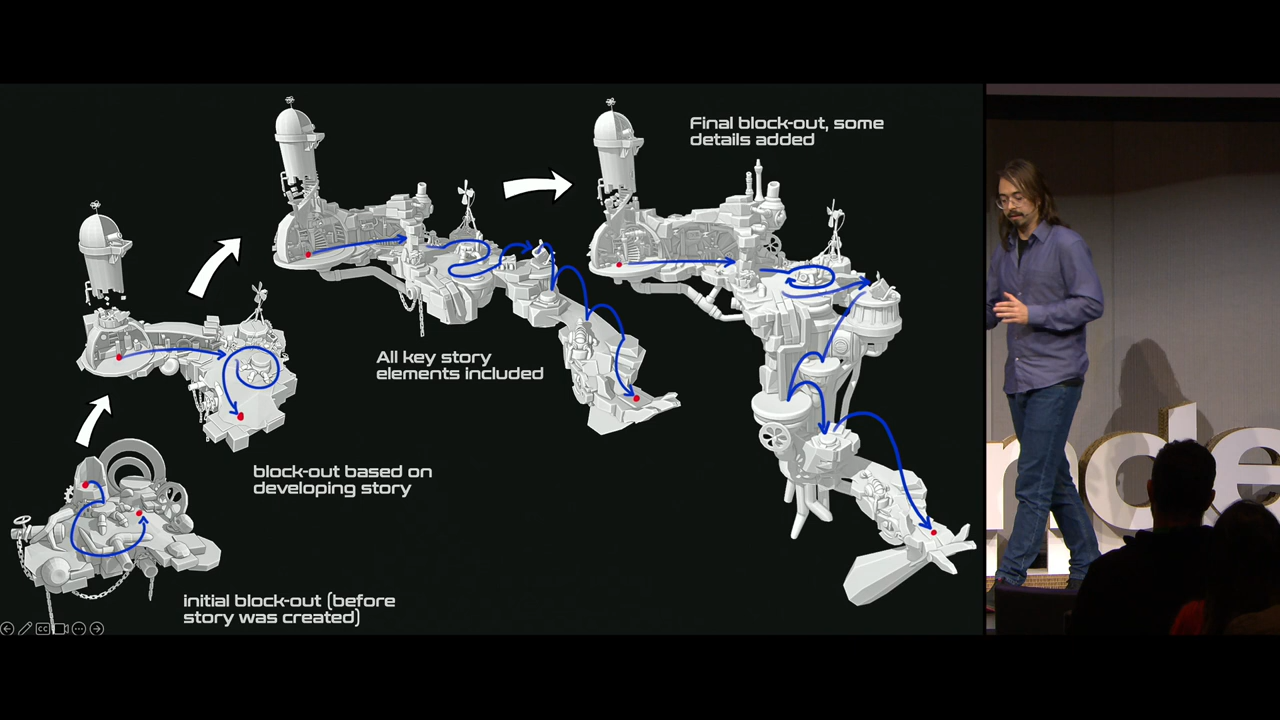 Final block-out, some
details added
All key story
elements included
block-out based on
developing story
initial block-out (before
story was created)
nde